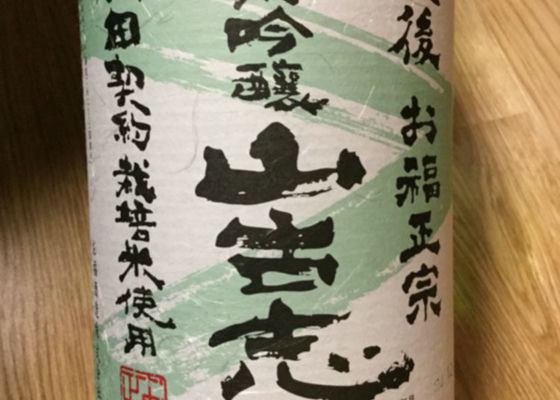 後 お福正宗
吟醸
山古志
田契約栽培米使用